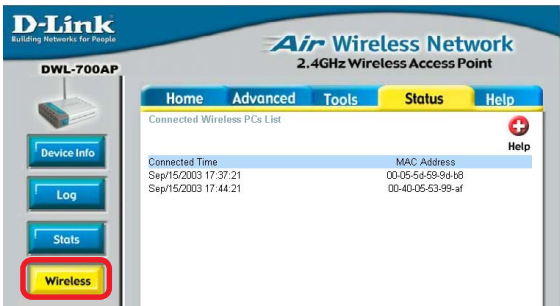 D-Link
Building Networks for People
Air Wireless Network
2.4GHz Wireless Access Point
DWL-700AP
Home Advanced Tools Status Help
Connected Wireless PCs List
Help
Device Info
Connected Time MAC Address
Sep/15/2003 17:37:21 00-05-5d-59-9d-b8
Sep/15/2003 17:44:21 00-40-05-53-99-af
Log
Stats
Wireless